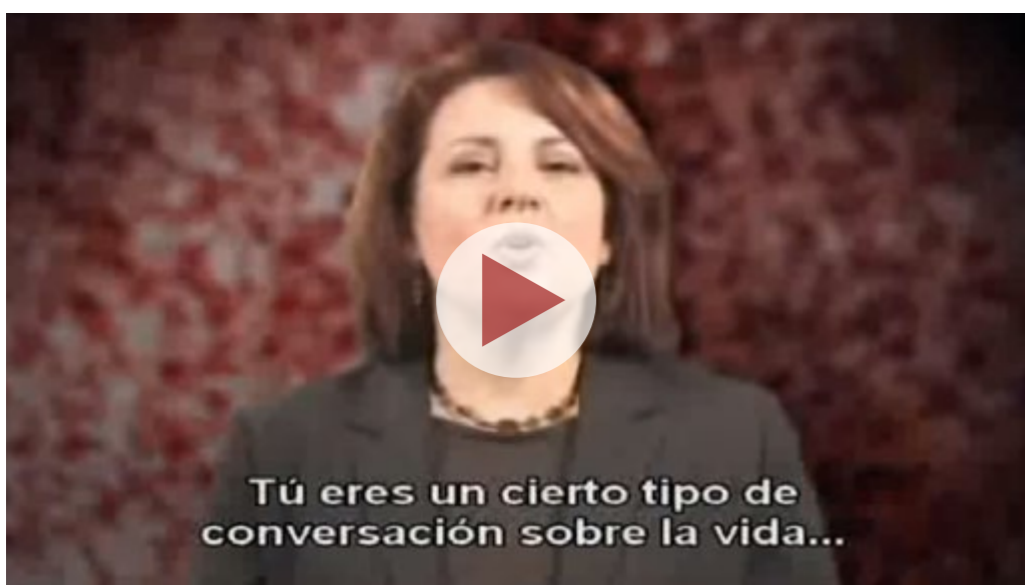 Tú eres un cierto tipo de
conversación sobre la vida...